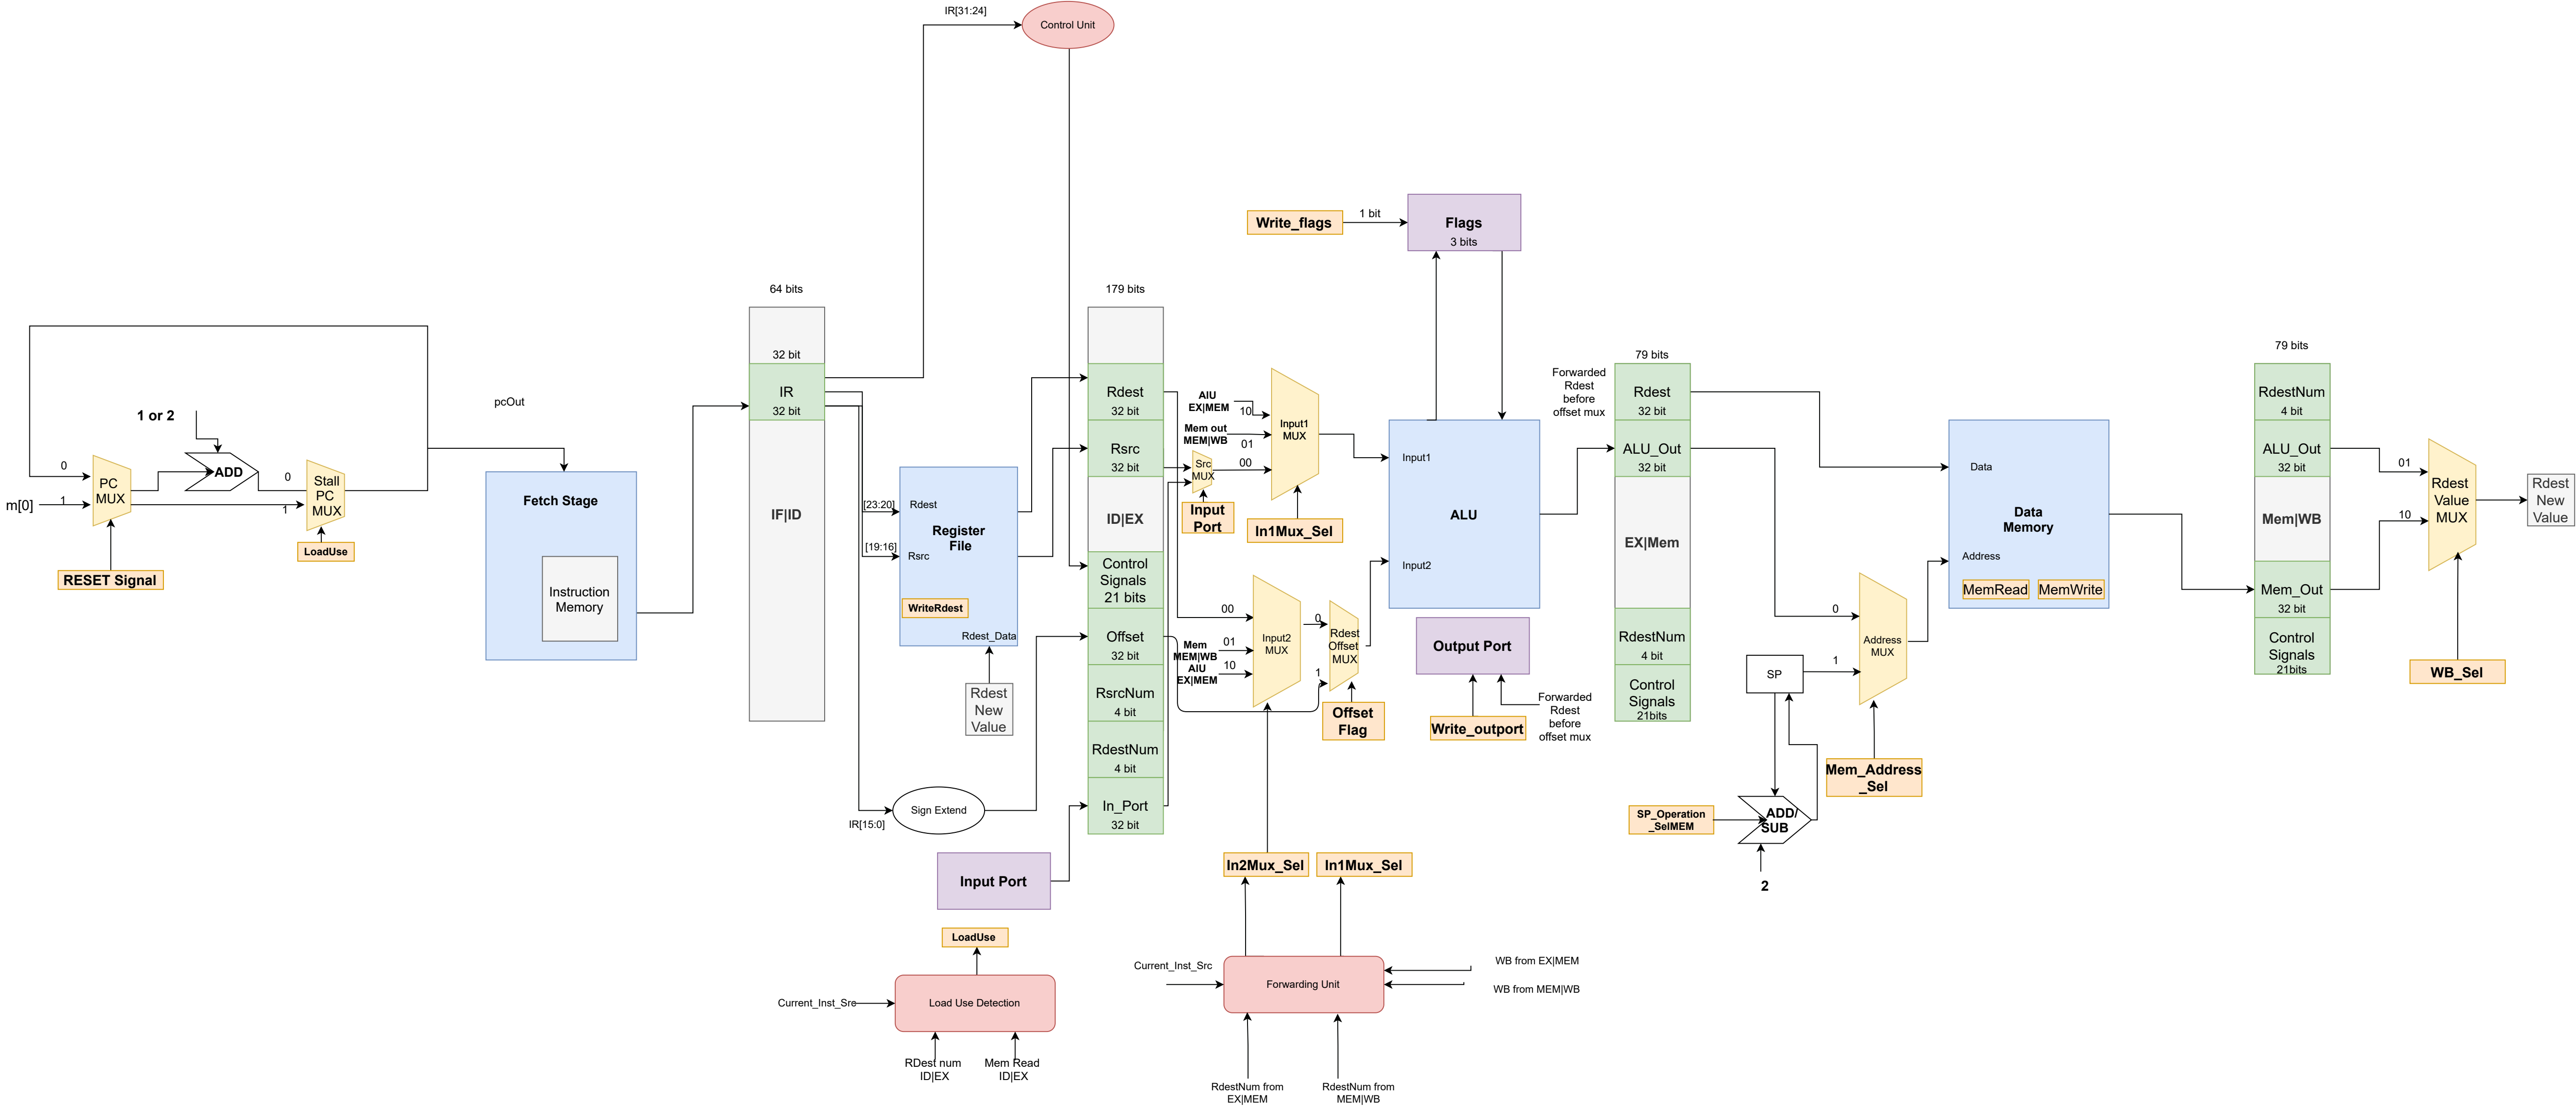 IR[31:24]
Control Unit
Write_flags
1 bit
Flags
3 bits
64 bits
179 bits
1 or 2
pcOut
0
m[0]
1
PC
MUX
ADD
0
1
Stall
PC
MUX
LoadUse
RESET Signal
Fetch Stage
Instruction
Memory
32 bit
IR
32 bit
IF|ID
[23:20]
[19:16]
Rdest
Register
File
Rsrc
WriteRdest
Rdest_Data
Rdest
New
Value
Sign Extend
IR[15:0]
Input Port
LoadUse
Current_Inst_Src
Load Use Detection
RDest num
ID|EX
Mem Read
ID|EX
Rdest
32 bit
Rsrc
32 bit
ID|EX
Control
Signals
21 bits
Offset
32 bit
RsrcNum
4 bit
RdestNum
4 bit
In_Port
32 bit
AlU
EX|MEM
10
Mem out
MEM|WB
01
00
Src
MUX
Input
Port
Input1
MUX
In1Mux_Sel
00
Mem
MEM|WB
01
AlU
EX|MEM
10
Input2
MUX
0
1
Rdest
Offset
MUX
Offset
Flag
In2Mux_Sel
In1Mux_Sel
Current_Inst_Src
Forwarding Unit
WB from EX|MEM
WB from MEM|WB
RdestNum from
EX|MEM
RdestNum from
MEM|WB
Input1
ALU
Input2
Output Port
Write_outport
Forwarded
Rdest
before
offset mux
Forwarded
Rdest
before
offset mux
79 bits
Rdest
32 bit
ALU_Out
32 bit
EX|Mem
RdestNum
4 bit
Control
Signals
21bits
SP
SP_Operation
_SelMEM
ADD/
SUB
2
0
1
Address
MUX
Mem_Address
_Sel
Data
Data
Memory
Address
MemRead
MemWrite
79 bits
RdestNum
4 bit
ALU_Out
32 bit
Mem|WB
Mem_Out
32 bit
Control
Signals
21bits
01
10
Rdest
Value
MUX
WB_Sel
Rdest
New
Value